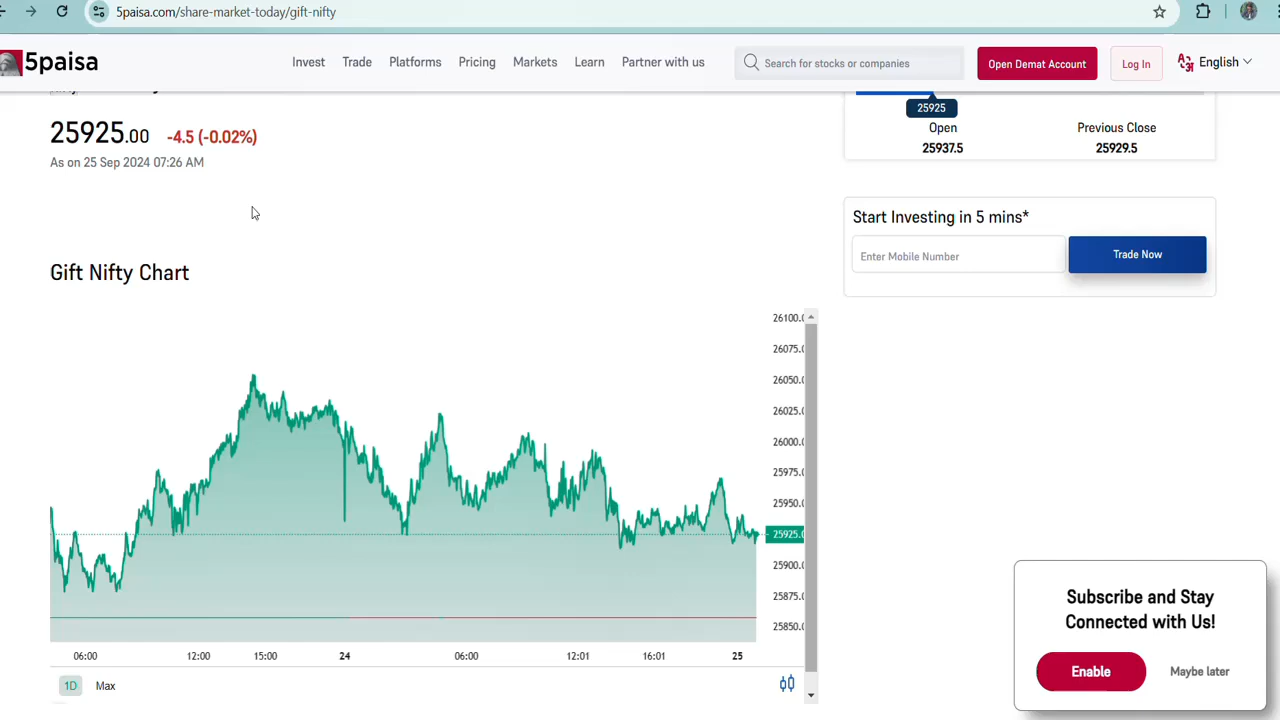 5paisa.com/share-market-today/gift-nifty
5paisa
Invest
Trade
Platforms
Pricing
Markets
Learn
Partner with us
Search for stocks or companies
Open Demat Account
Log In
English
25925.00 -4.5 (-0.02%)
As on 25 Sep 2024 07:26 AM
25925
Open
Previous Close
25937.5
25929.5
Start Investing in 5 mins*
Enter Mobile Number
Trade Now
Gift Nifty Chart
26100.0
26075.0
26050.0
26025.0
26000.0
25975.0
25950.0
25925.0
25900.0
25875.0
25850.0
06:00
12:00
15:00
24
06:00
12:01
16:01
25
1D
Max
Subscribe and Stay
Connected with Us!
Enable
Maybe later